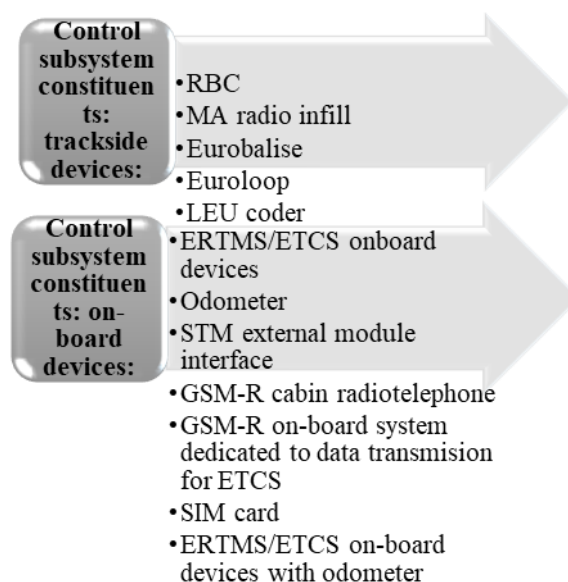 Control
subsystem
constituen
ts:
trackside
devices:
•RBC
•MA radio infill
•Eurobalise
•Euroloop
•LEU coder
Control
subsystem
constituen
ts: on-
board
devices:
•ERTMS/ETCS onboard
devices
•Odometer
•STM external module
interface
•GSM-R cabin radiotelephone
•GSM-R on-board system
dedicated to data transmision
for ETCS
•SIM card
•ERTMS/ETCS on-board
devices with odometer